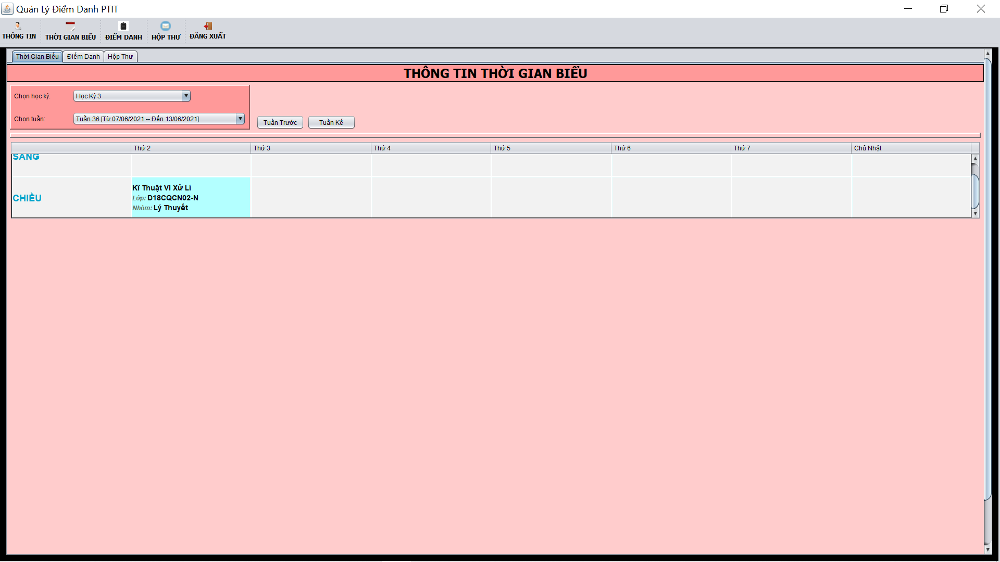 Quản Lý Điểm Danh PTIT
THÔNG TIN
THỜI GIAN BIỂU
ĐIỂM DANH
HỘP THƯ
ĐĂNG XUẤT
Thời Gian Biểu
Điểm Danh
Hộp Thư
THÔNG TIN THỜI GIAN BIỂU
Chọn học kỳ:
Học Kỳ 3
Chọn tuần:
Tuần 36 [Từ 07/06/2021 -- Đến 13/06/2021]
Tuần Trước
Tuần Kế
Thứ 2
Thứ 3
Thứ 4
Thứ 5
Thứ 6
Thứ 7
Chủ Nhật
SÁNG
CHIỀU
Kĩ Thuật Vi Xử Lí
Lớp: D18CQCN02-N
Nhóm: Lý Thuyết